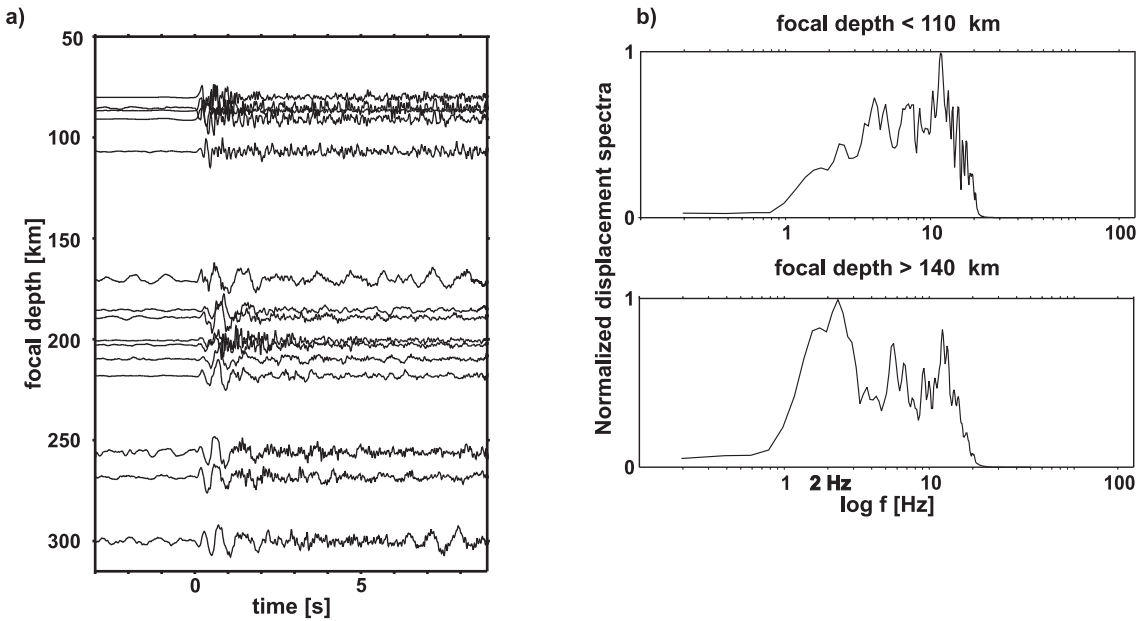 a)
50
100
150
200
250
300
focal depth [km]
0
5
time [s]
b)
focal depth < 110 km
1
0
1
10
100
focal depth > 140 km
1
0
1
2 Hz
10
100
log f [Hz]
Normalized displacement spectra